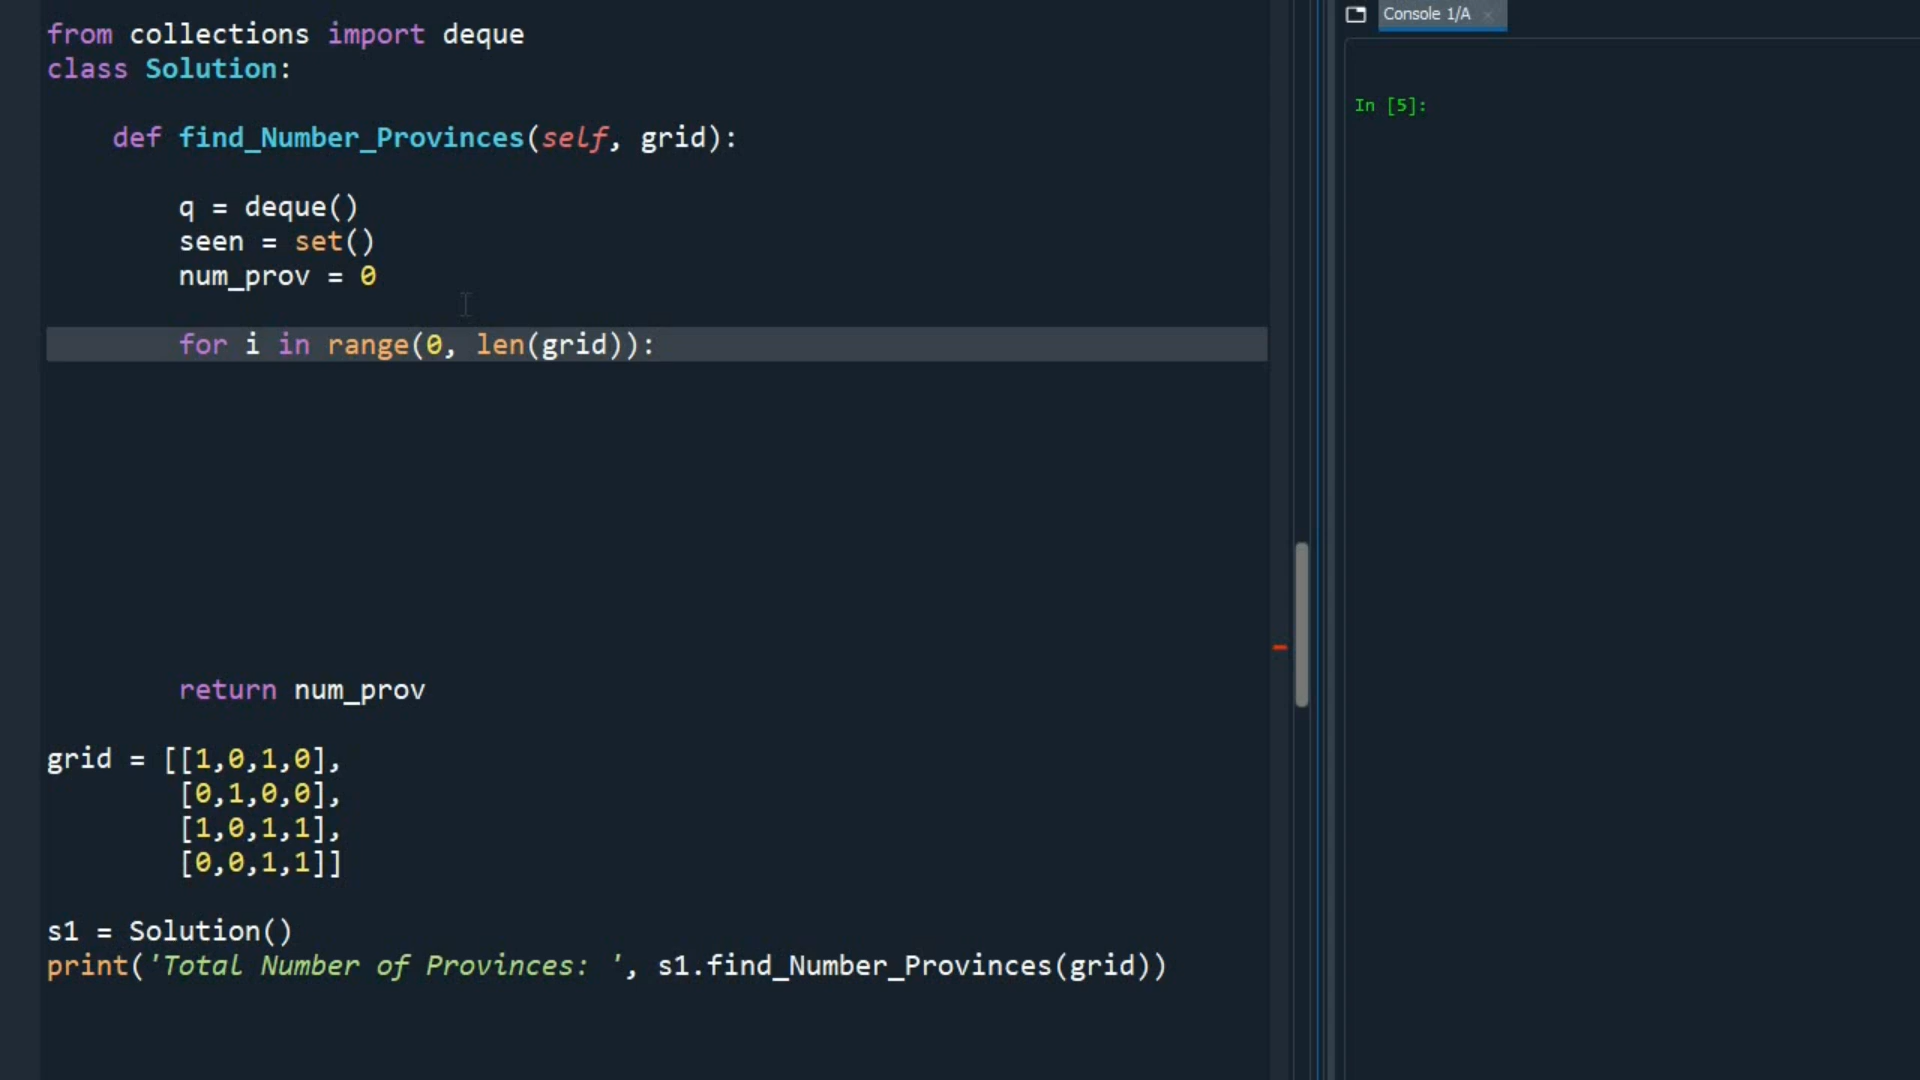 from collections import deque
class Solution:
    def find_Number_Provinces(self, grid):
        q = deque()
        seen = set()
        num_prov = 0
        for i in range(0, len(grid)):
        return num_prov
grid = [[1,0,1,0],
        [0,1,0,0],
        [1,0,1,1],
        [0,0,1,1]]
s1 = Solution()
print('Total Number of Provinces: ', s1.find_Number_Provinces(grid))
Console 1/A
In [5]: